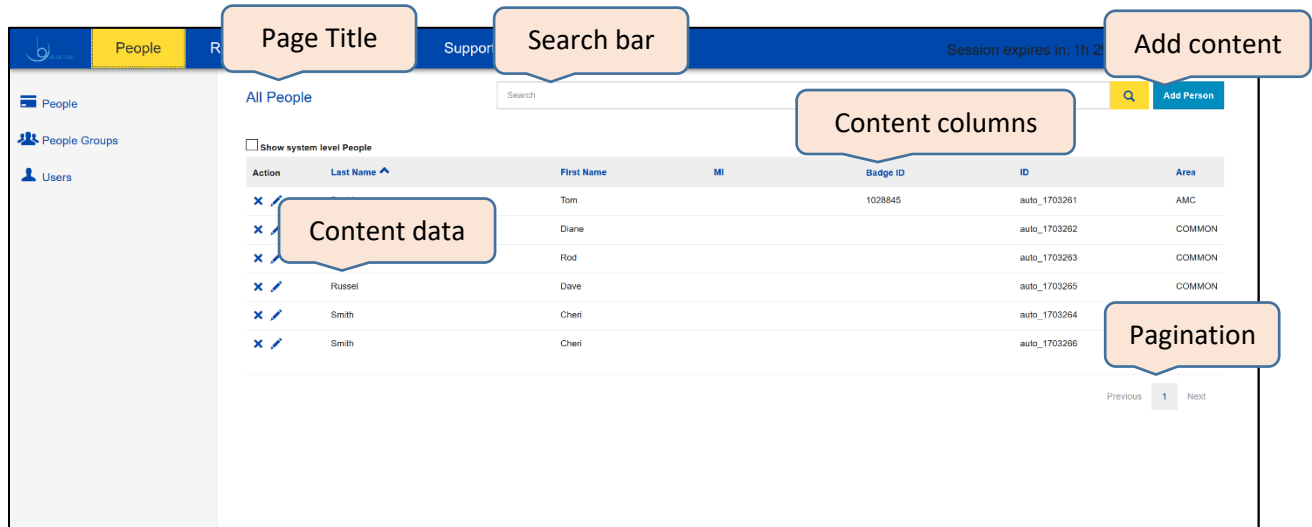 Page Title
Search bar
Add content
People
Support
Session expires in: 1h 2
People
All People
Search
Add Person
People Groups
Content columns
Show system level People
Users
Action Last Name First Name MI Badge ID ID Area
Tom 1028845 auto_1703261 AMC
Content data
Diane auto_1703262 COMMON
Rod auto_1703263 COMMON
Russel Dave auto_1703265 COMMON
Smith Cheri auto_1703264
Pagination
Smith Cheri auto_1703266
Previous 1 Next